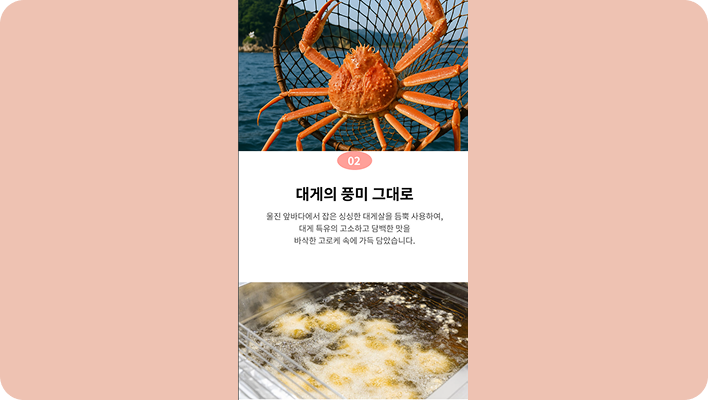 02
대게의 풍미 그대로
울진 앞바다에서 잡은 싱싱한 대게살을 듬뿍 사용하여,
대게 특유의 고소하고 담백한 맛을
바삭한 고로케 속에 가득 담았습니다.